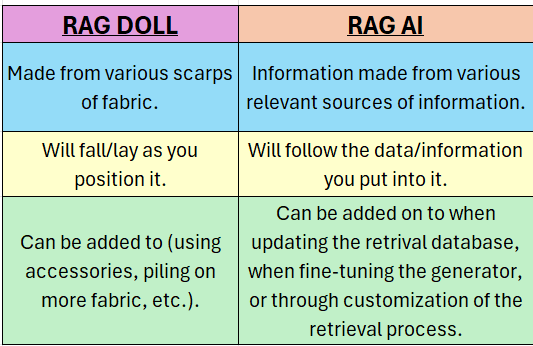 RAG DOLL
RAG AI
Made from various scarps
of fabric.
Information made from various
relevant sources of information.
Will fall/lay as you
position it.
Will follow the data/information
you put into it.
Can be added to (using
accessories, piling on
more fabric, etc.).
Can be added on to when
updating the retrival database,
when fine-tuning the generator,
or through customization of the
retrieval process.